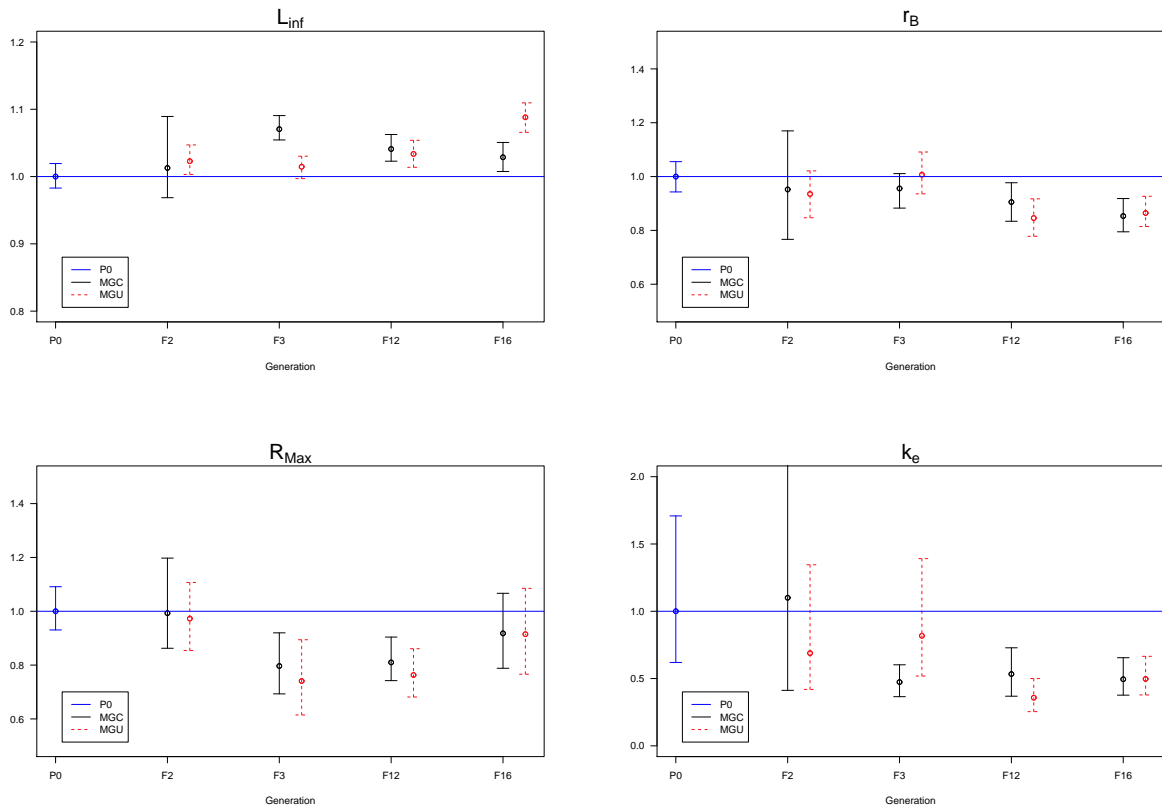 L_inf
1.2
1.1
1.0
0.9
0.8
P0
MGC
MGU
P0 F2 F3 F12 F16
Generation
r_B
1.4
1.2
1.0
0.8
0.6
P0
MGC
MGU
P0 F2 F3 F12 F16
Generation
R_Max
1.4
1.2
1.0
0.8
0.6
P0
MGC
MGU
P0 F2 F3 F12 F16
Generation
k_e
2.0
1.5
1.0
0.5
0.0
P0
MGC
MGU
P0 F2 F3 F12 F16
Generation